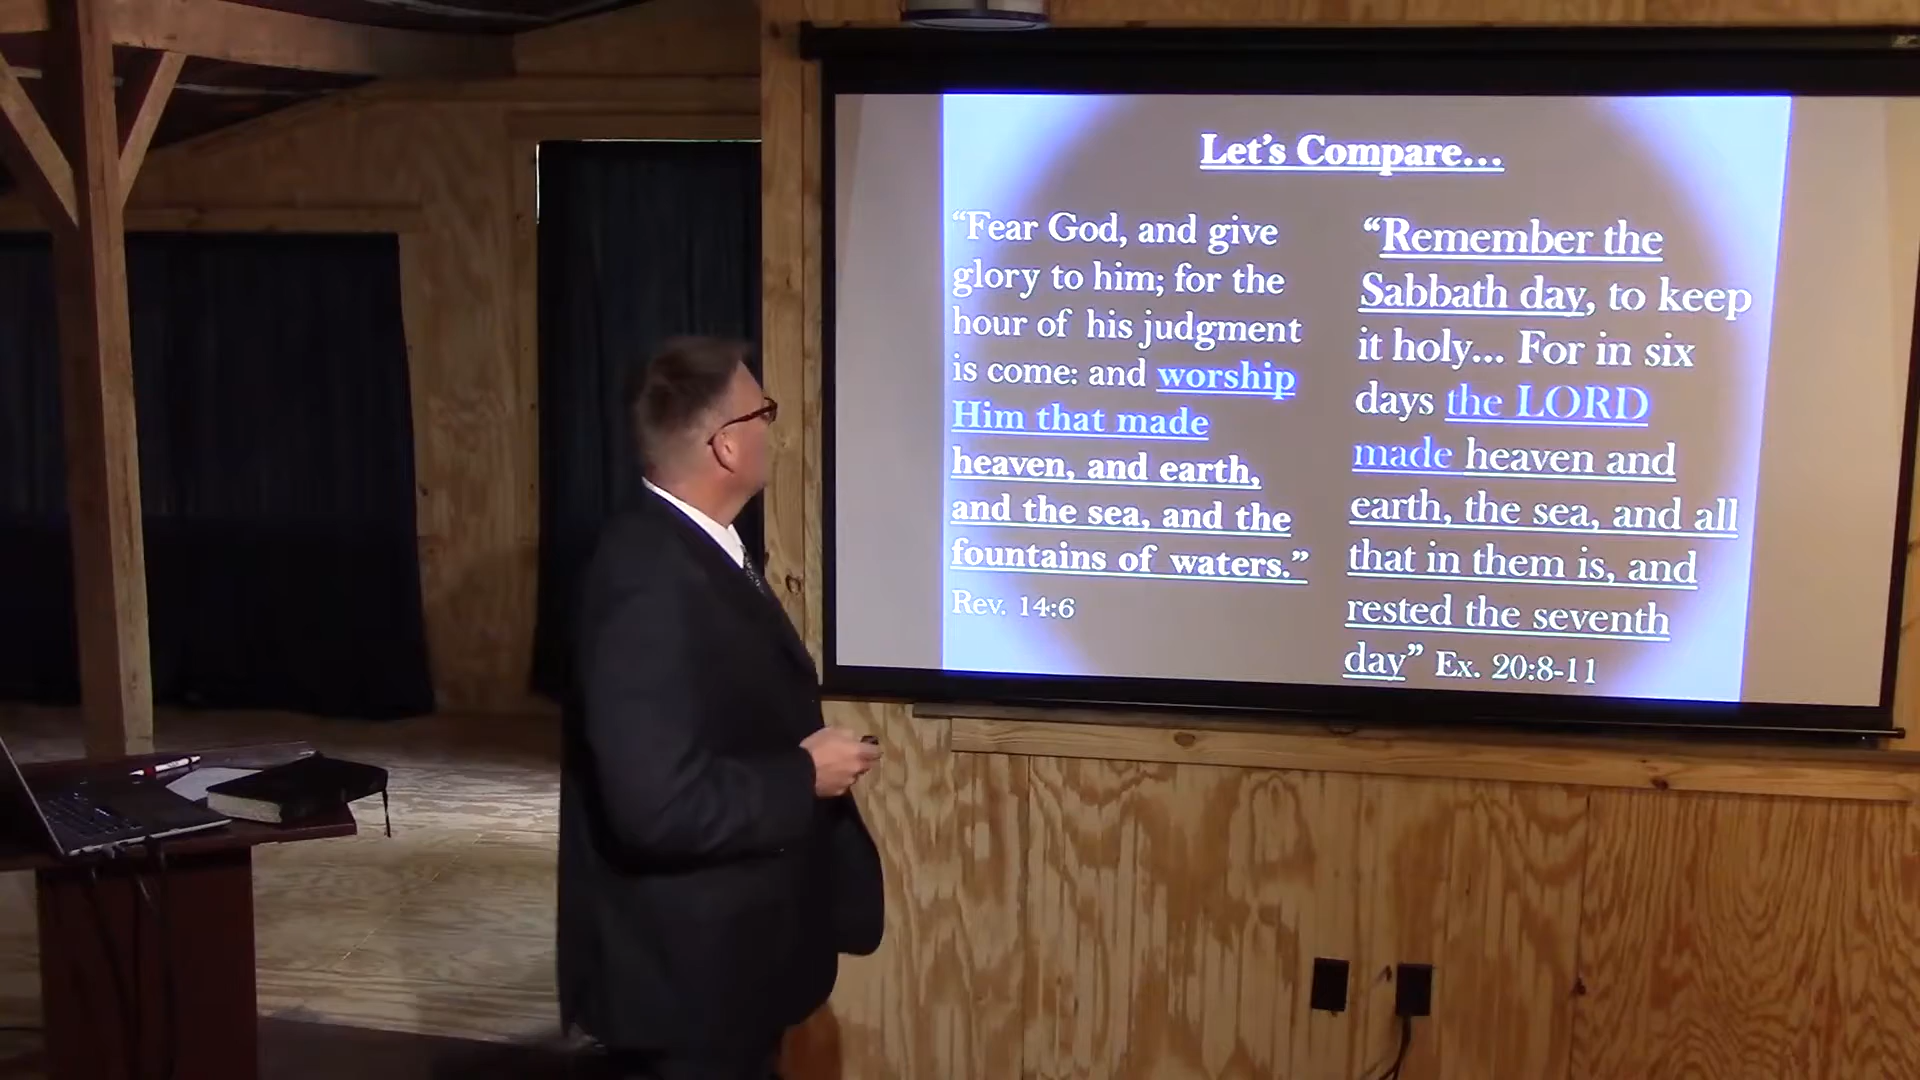 Let's Compare...
“Fear God, and give
glory to him; for the
hour of his judgment
is come: and worship
Him that made
heaven, and earth,
and the sea, and the
fountains of waters.”
Rev. 14:6
“Remember the
Sabbath day, to keep
it holy... For in six
days the LORD
made heaven and
earth, the sea, and all
that in them is, and
rested the seventh
day” Ex. 20:8-11